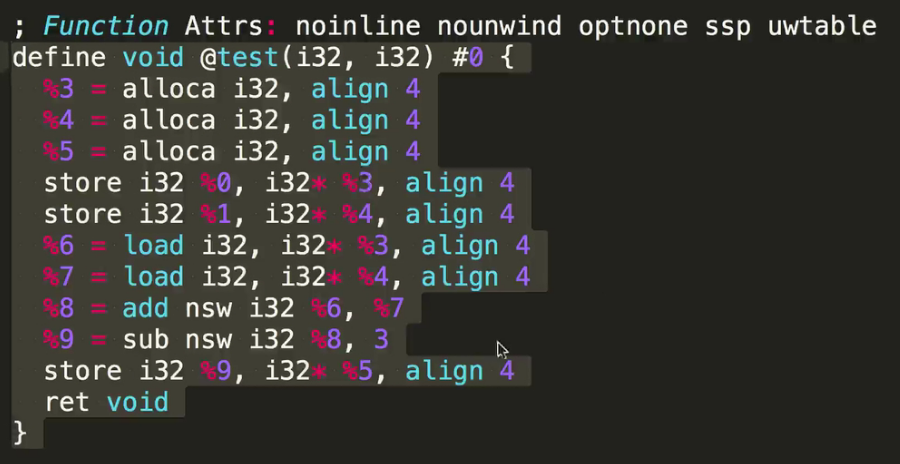 ; Function Attrs: noinline nounwind optnone ssp uwtable
define void @test(i32, i32) #0 {
  %3 = alloca i32, align 4
  %4 = alloca i32, align 4
  %5 = alloca i32, align 4
  store i32 %0, i32* %3, align 4
  store i32 %1, i32* %4, align 4
  %6 = load i32, i32* %3, align 4
  %7 = load i32, i32* %4, align 4
  %8 = add nsw i32 %6, %7
  %9 = sub nsw i32 %8, 3
  store i32 %9, i32* %5, align 4
  ret void
}